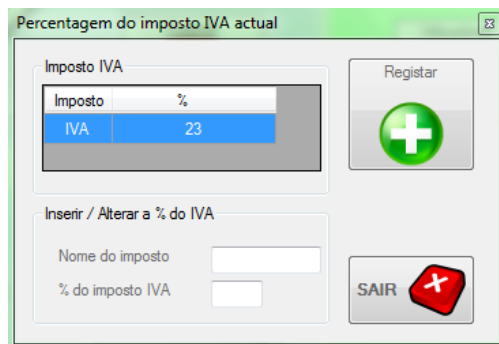 Percentagem do imposto IVA actual
Imposto IVA
Imposto %
IVA 23
Registar
Inserir / Alterar a % do IVA
Nome do imposto
% do imposto IVA
SAIR